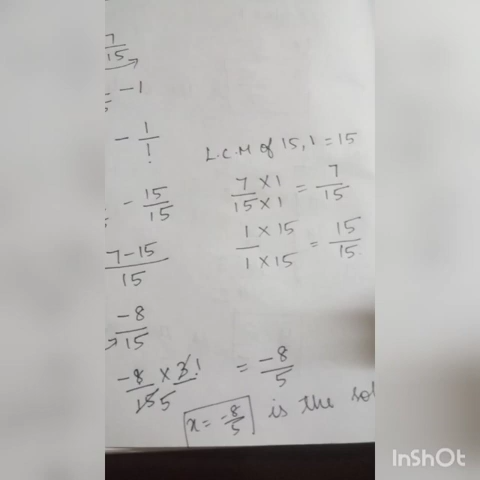 7/15
= -1
- 1/1
L.C.M of 15, 1 = 15
7/15 × 1/1 = 7/15
- 15/15
1/1 × 15/15 = 15/15
7-15/15
-8/15
-8/15 × 3/5 1 = -8/5
x = -8/5 is the sol
InShOt